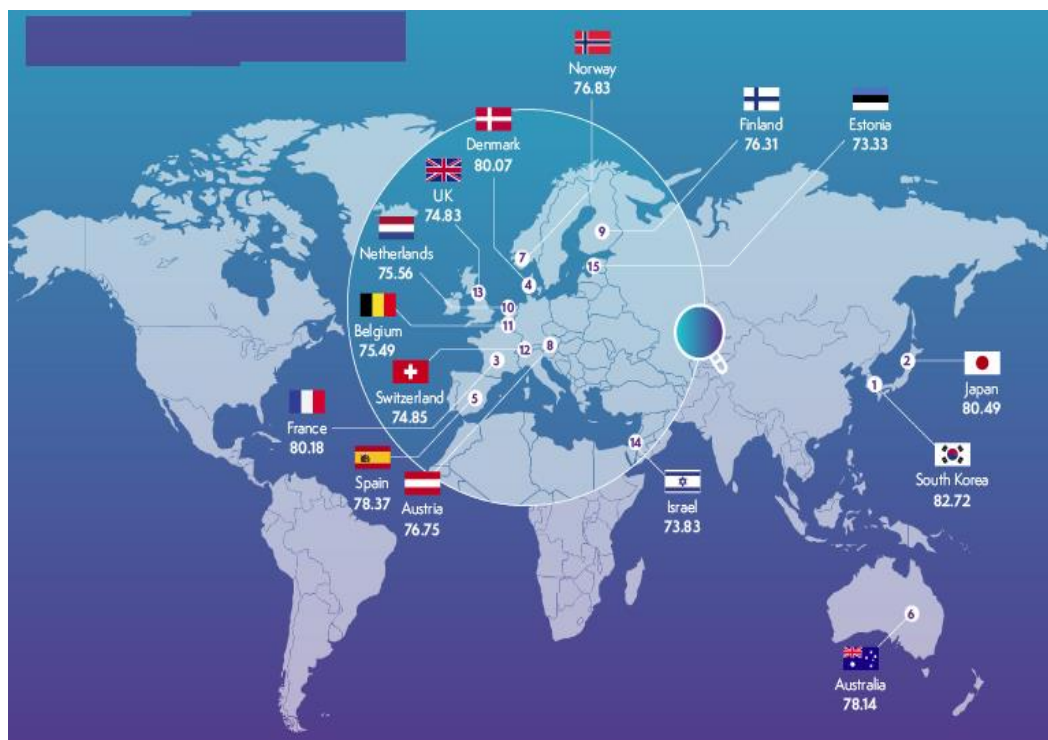 Norway
76.83
Denmark
80.07
Finland
76.31
Estonia
73.33
UK
74.83
Netherlands
75.56
Belgium
75.49
Switzerland
74.85
France
80.18
Spain
78.37
Austria
76.75
Israel
73.83
Japan
80.49
South Korea
82.72
Australia
78.14
9
7
15
4
13
10
11
8
12
3
2
1
5
14
6